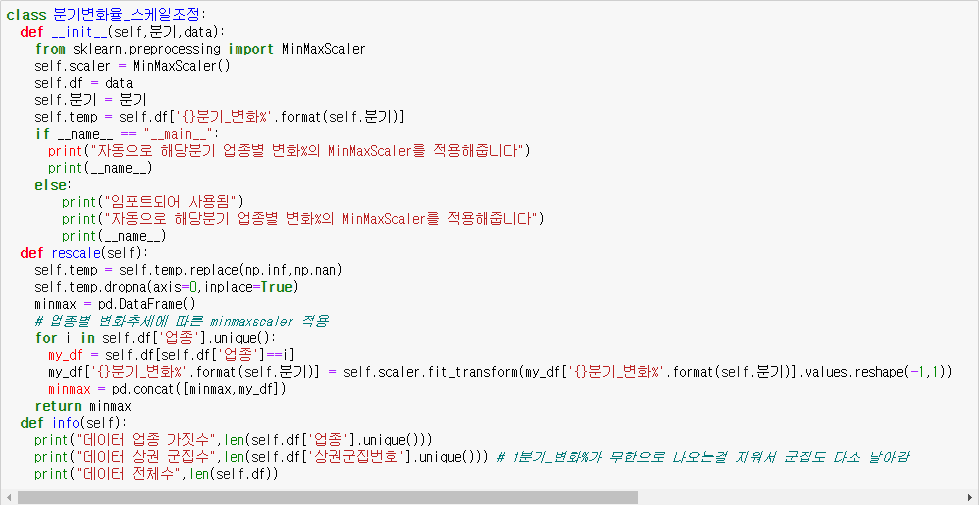 class 분기변화율_스케일조정:
  def __init__(self,분기,data):
    from sklearn.preprocessing import MinMaxScaler
    self.scaler = MinMaxScaler()
    self.df = data
    self.분기 = 분기
    self.temp = self.df['{}분기_변화%'.format(self.분기)]
    if __name__ == "__main__":
      print("자동으로 해당분기 업종별 변화%의 MinMaxScaler를 적용해줍니다")
      print(__name__)
    else:
        print("임포트되어 사용됨")
        print("자동으로 해당분기 업종별 변화%의 MinMaxScaler를 적용해줍니다")
        print(__name__)
  def rescale(self):
    self.temp = self.temp.replace(np.inf,np.nan)
    self.temp.dropna(axis=0,inplace=True)
    minmax = pd.DataFrame()
    # 업종별 변화추세에 따른 minmaxscaler 적용
    for i in self.df['업종'].unique():
      my_df = self.df[self.df['업종']==i]
      my_df['{}분기_변화%'.format(self.분기)] = self.scaler.fit_transform(my_df['{}분기_변화%'.format(self.분기)].values.reshape(-1,1))
      minmax = pd.concat([minmax,my_df])
    return minmax
  def info(self):
    print("데이터 업종 가짓수",len(self.df['업종'].unique()))
    print("데이터 상권 군집수",len(self.df['상권군집번호'].unique())) # 1분기_변화%가 무한으로 나오는걸 지워서 군집도 다소 날아감
    print("데이터 전체수",len(self.df))